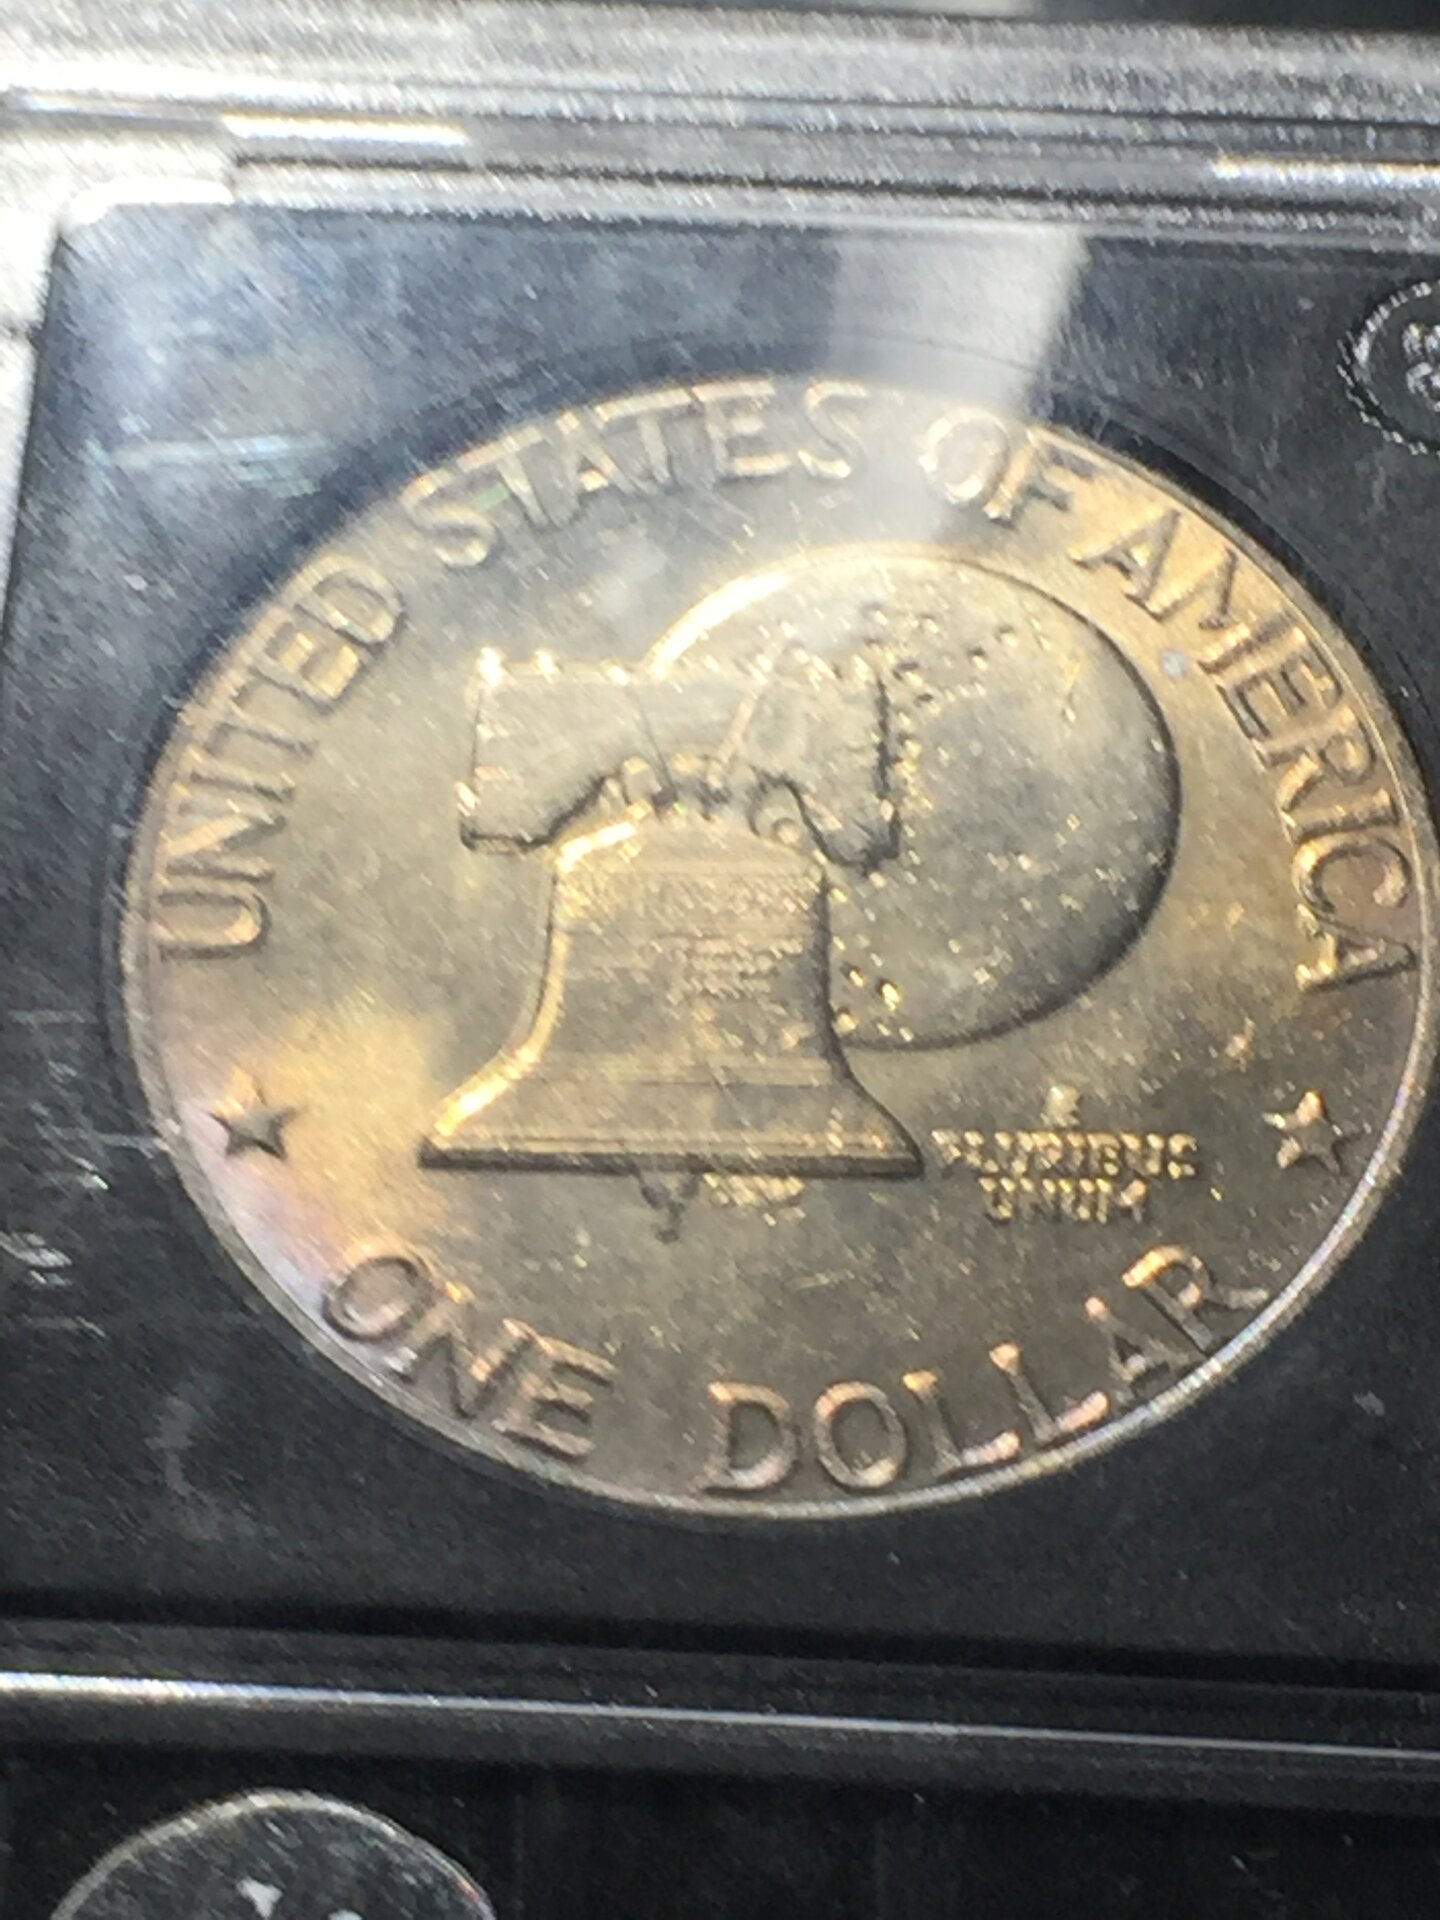 UNITED STATES OF AMERICA
E
PLURIBUS
UNUM
ONE DOLLAR